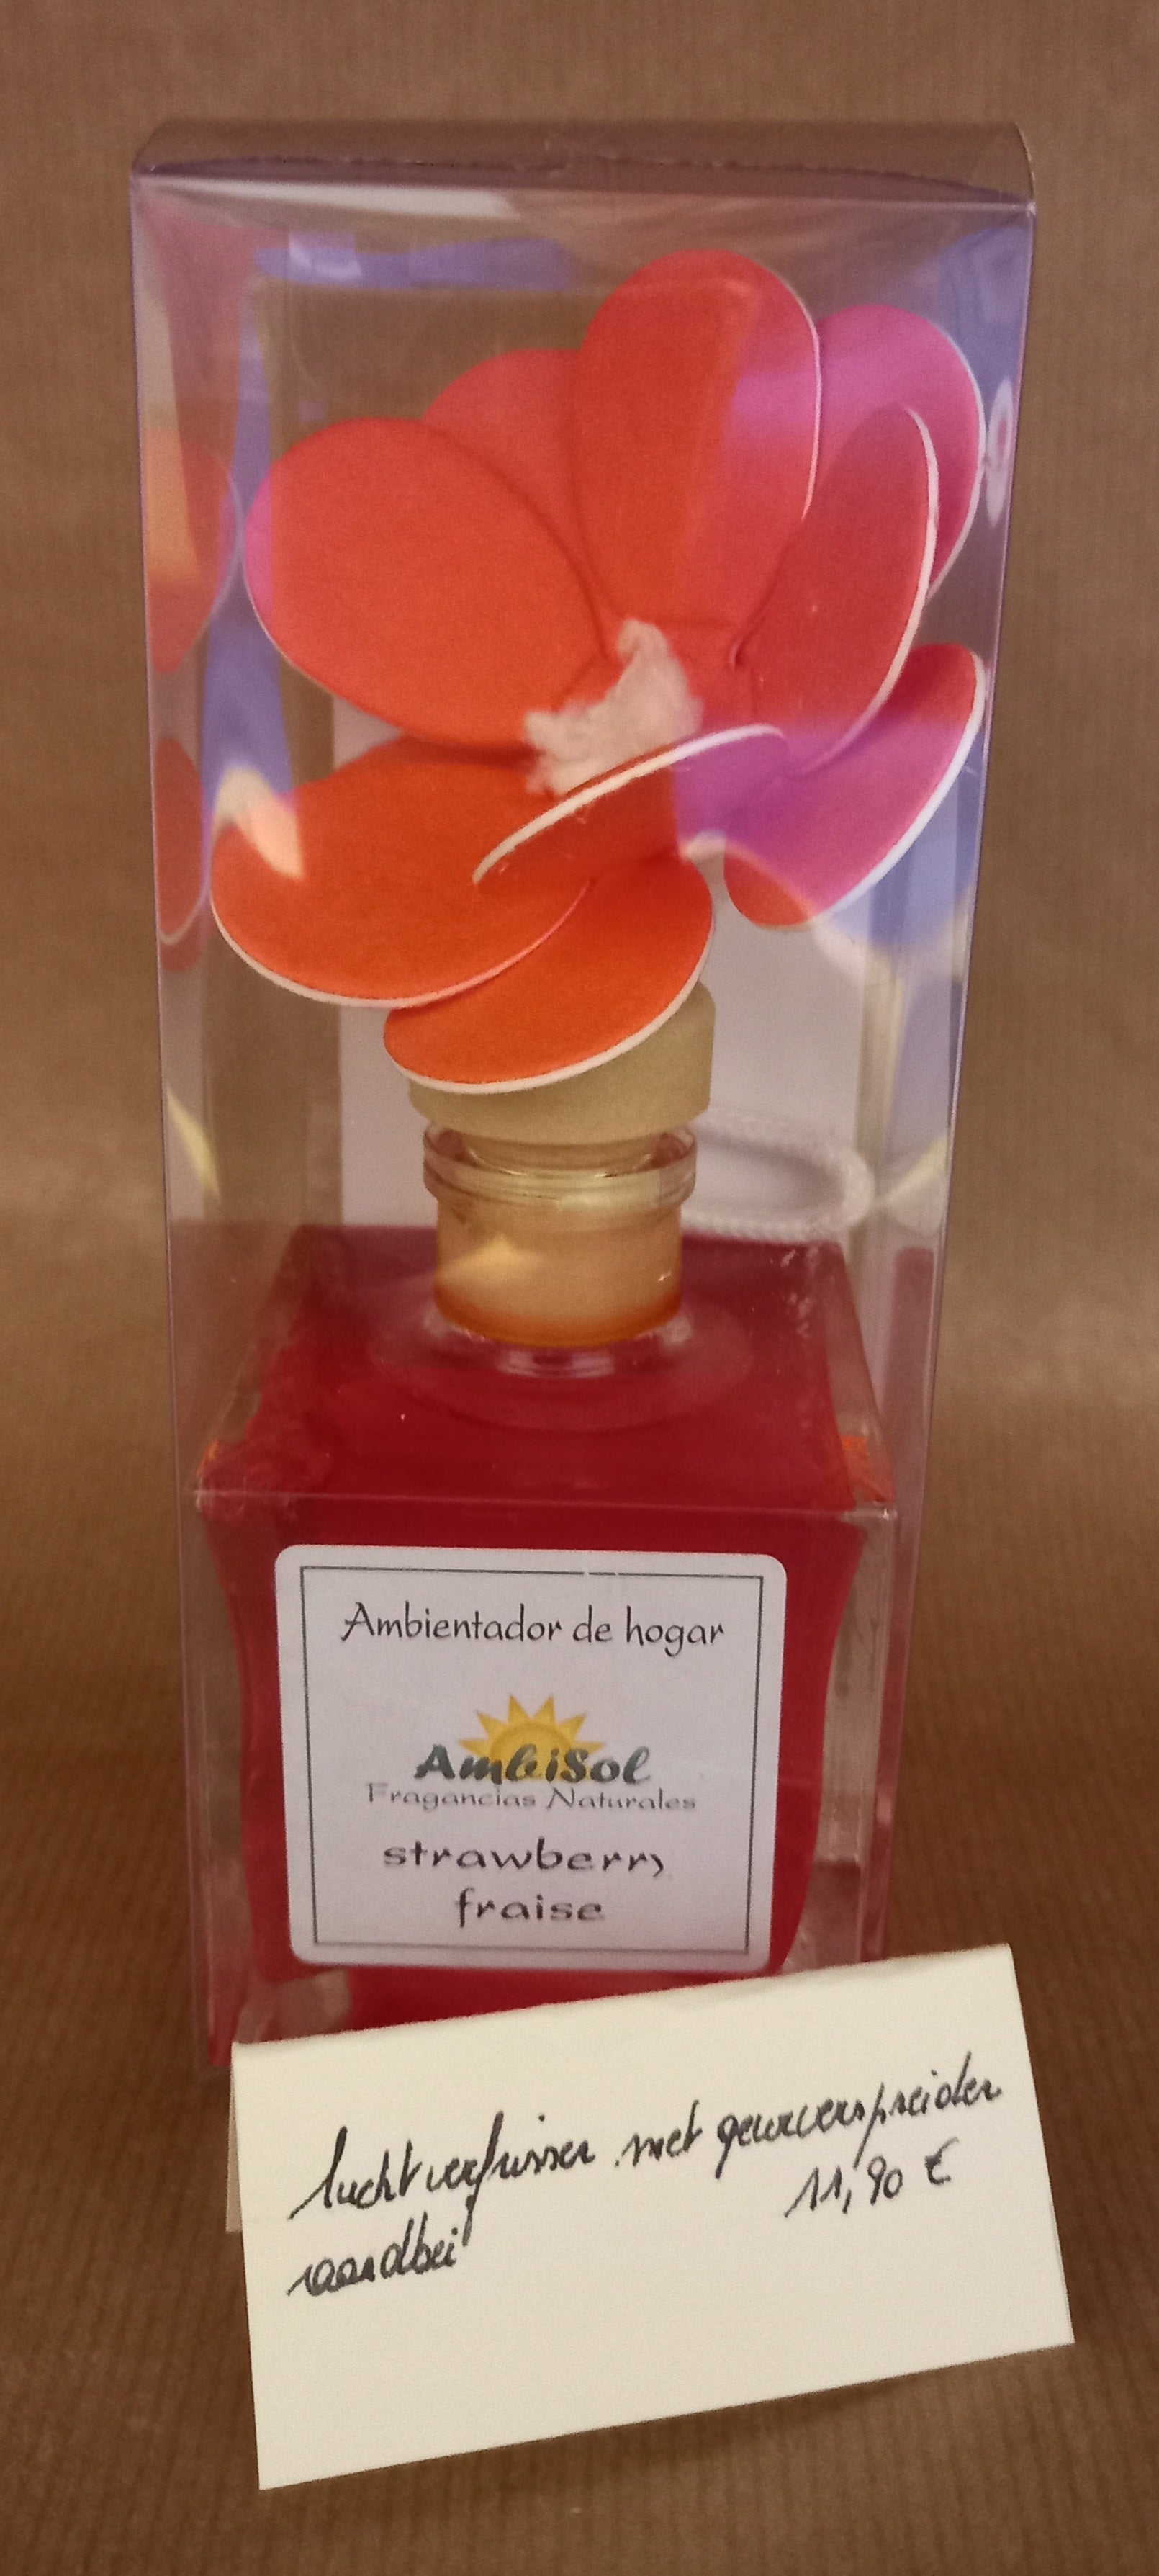 Ambientador de hogar
AmbiSol
Fragancias Naturales
strawberry
fraise
luchtverfrisser met geurverspreider
aardbei
11,90 €